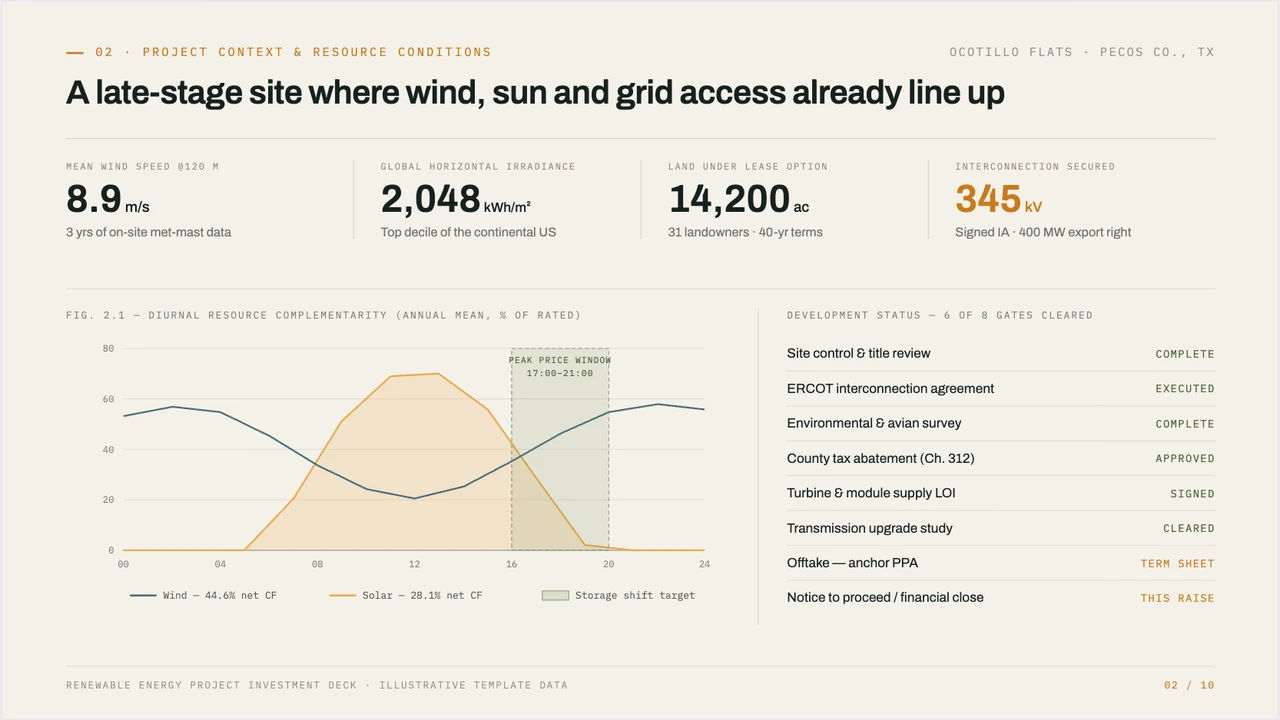 02 · PROJECT CONTEXT & RESOURCE CONDITIONS
OCOTILLO FLATS · PECOS CO., TX
A late-stage site where wind, sun and grid access already line up
MEAN WIND SPEED @120 M
8.9 m/s
3 yrs of on-site met-mast data
GLOBAL HORIZONTAL IRRADIANCE
2,048 kWh/m²
Top decile of the continental US
LAND UNDER LEASE OPTION
14,200 ac
31 landowners · 40-yr terms
INTERCONNECTION SECURED
345 kV
Signed IA · 400 MW export right
FIG. 2.1 — DIURNAL RESOURCE COMPLEMENTARITY (ANNUAL MEAN, % OF RATED)
80
60
40
20
0
PEAK PRICE WINDOW
17:00–21:00
00 04 08 12 16 20 24
Wind — 44.6% net CF
Solar — 28.1% net CF
Storage shift target
DEVELOPMENT STATUS — 6 OF 8 GATES CLEARED
Site control & title review COMPLETE
ERCOT interconnection agreement EXECUTED
Environmental & avian survey COMPLETE
County tax abatement (Ch. 312) APPROVED
Turbine & module supply LOI SIGNED
Transmission upgrade study CLEARED
Offtake — anchor PPA TERM SHEET
Notice to proceed / financial close THIS RAISE
RENEWABLE ENERGY PROJECT INVESTMENT DECK · ILLUSTRATIVE TEMPLATE DATA
02 / 10